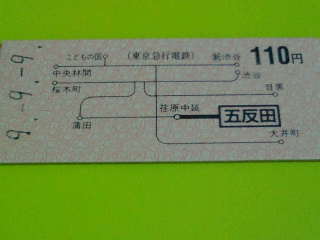 9.-9.-9
こどもの国
(東京急行電鉄)
新渋谷
110円
中央林間
渋谷
桜木町
目黒
荏原中延
五反田
蒲田
大井町